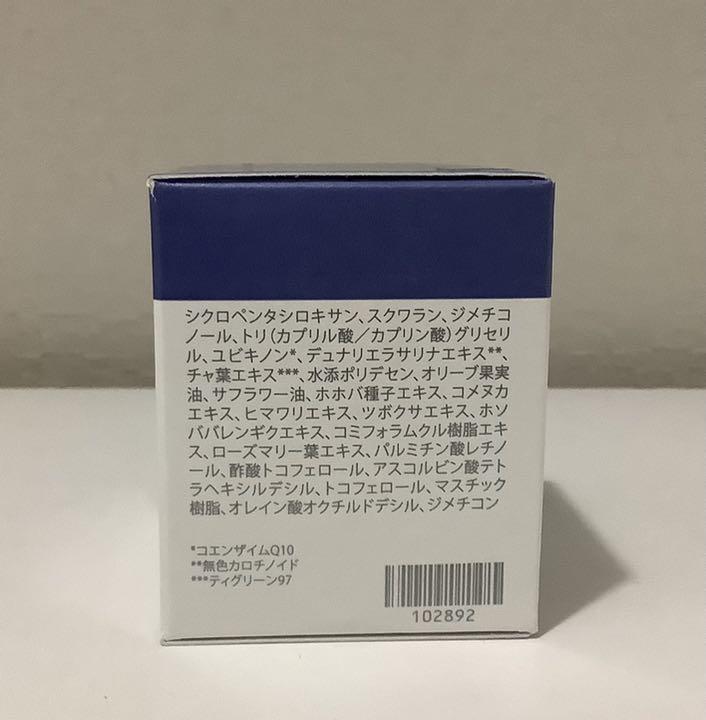 シクロペンタシロキサン、スクワラン、ジメチコ
ノール、トリ(カプリル酸／カプリン酸)グリセリ
ル、ユビキノン*、デュナリエラサリナエキス**、
チャ葉エキス***、水添ポリデセン、オリーブ果実
油、サフラワー油、ホホバ種子エキス、コメヌカ
エキス、ヒマワリエキス、ツボクサエキス、ホソ
ババレンギクエキス、コミフォラムクル樹脂エキ
ス、ローズマリー葉エキス、パルミチン酸レチノ
ール、酢酸トコフェロール、アスコルビン酸テト
ラヘキシルデシル、トコフェロール、マスチック
樹脂、オレイン酸オクチルドデシル、ジメチコン
*コエンザイムQ10
**無色カロチノイド
***ティグリーン97
102892